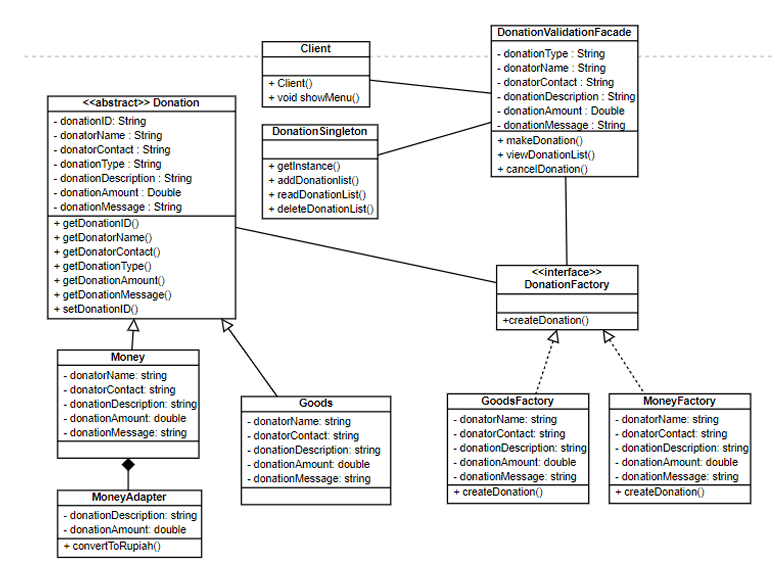 Client
+ Client()
+ void showMenu()
DonationValidationFacade
- donationType : String
- donatorName : String
- donatorContact : String
- donationDescription : String
- donationAmount : Double
- donationMessage : String
+ makeDonation()
+ viewDonationList()
+ cancelDonation()
<<abstract>> Donation
- donationID: String
- donatorName : String
- donatorContact : String
- donationType : String
- donationDescription : String
- donationAmount : Double
- donationMessage : String
+ getDonationID()
+ getDonatorName()
+ getDonatorContact()
+ getDonationType()
+ getDonationAmount()
+ getDonationMessage()
+ setDonationID()
DonationSingleton
+ getInstance()
+ addDonationlist()
+ readDonationList()
+ deleteDonationList()
<<interface>>
DonationFactory
+createDonation()
Money
- donatorName: string
- donatorContact: string
- donationDescription: string
- donationAmount: double
- donationMessage: string
Goods
- donatorName: string
- donatorContact: string
- donationDescription: string
- donationAmount: double
- donationMessage: string
GoodsFactory
- donatorName: string
- donatorContact: string
- donationDescription: string
- donationAmount: double
- donationMessage: string
+ createDonation()
MoneyFactory
- donatorName: string
- donatorContact: string
- donationDescription: string
- donationAmount: double
- donationMessage: string
+ createDonation()
MoneyAdapter
- donationDescription: string
- donationAmount: double
+ convertToRupiah()